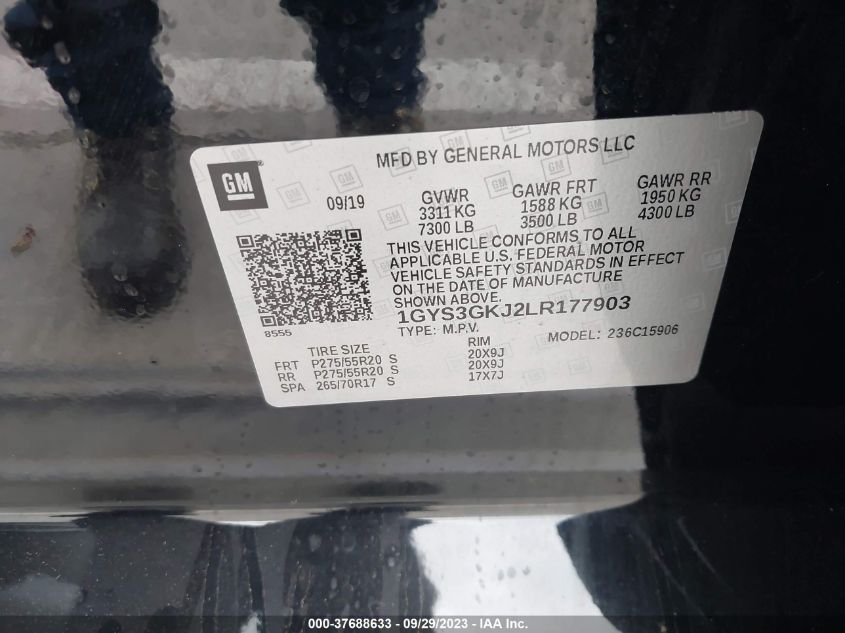 MFD BY GENERAL MOTORS LLC
GM
09/19
GVWR
3311 KG
7300 LB
GAWR FRT
1588 KG
3500 LB
GAWR RR
1950 KG
4300 LB
THIS VEHICLE CONFORMS TO ALL
APPLICABLE U.S. FEDERAL MOTOR
VEHICLE SAFETY STANDARDS IN EFFECT
ON THE DATE OF MANUFACTURE
SHOWN ABOVE.
1GYS3GKJ2LR177903
8555
TYPE: M.P.V.
MODEL: 236C15906
TIRE SIZE RIM
FRT P275/55R20 S 20X9J
RR P275/55R20 S 20X9J
SPA 265/70R17 S 17X7J
000-37688633 - 09/29/2023 - IAA Inc.